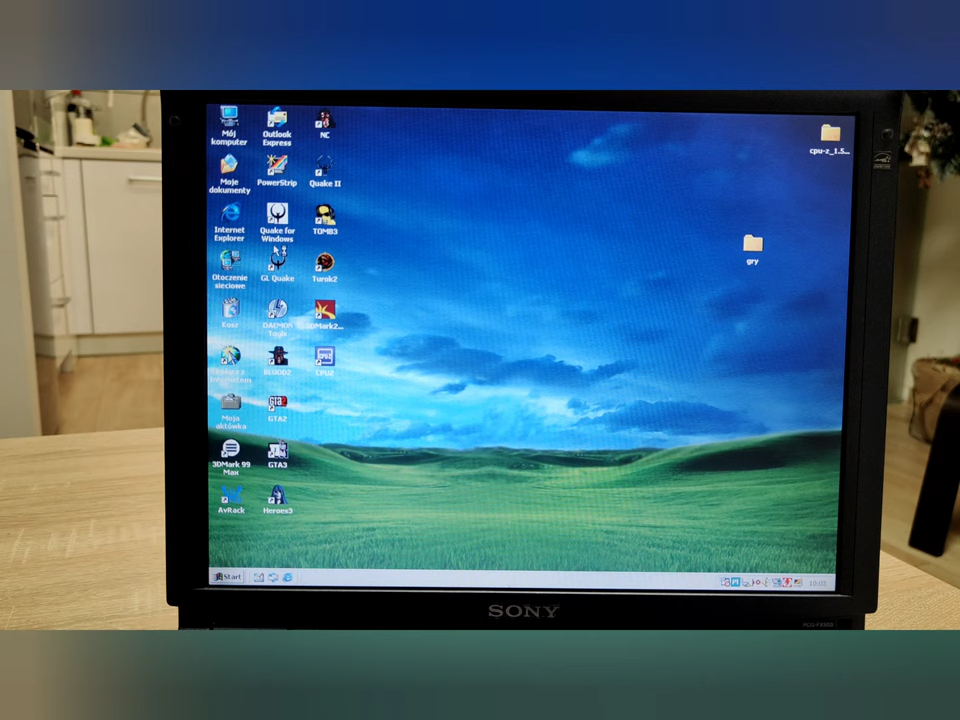 Mój
komputer
Outlook
Express
NC
cpu-z_1.5...
Moje
dokumenty
PowerStrip
Quake II
Internet
Explorer
Quake for
Windows
TOMB3
gry
Otoczenie
sieciowe
GL Quake
Turok2
Kosz
DAEMON
Tools
3DMark2...
BLOOD2
CPUZ
Moja
aktówka
GTA2
3DMark 99
Max
GTA3
AvRack
Heroes3
Start
SONY